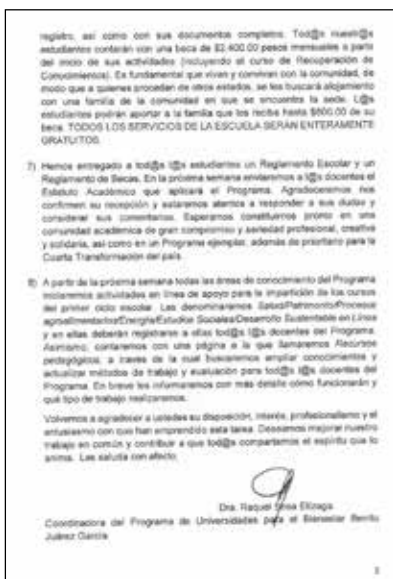 registro, así como con sus documentos completos. Tod@s nuestr@s
estudiantes contarán con una beca de $2,400.00 pesos mensuales a partir
del inicio de sus actividades (incluyendo el curso de Recuperación de
Conocimientos). Es fundamental que vivan y convivan con la comunidad, de
modo que a quienes procedan de otros estados, se les buscará alojamiento
con una familia de la comunidad en que se encuentra la sede. L@s
estudiantes podrán aportar a la familia que los reciba hasta $600.00 de su
beca. TODOS LOS SERVICIOS DE LA ESCUELA SERÁN ENTERAMENTE
GRATUITOS.
7) Hemos entregado a tod@s l@s estudiantes un Reglamento Escolar y un
Reglamento de Becas. En la próxima semana enviaremos a l@s docentes el
Estatuto Académico que aplicará el Programa. Agradeceremos nos
confirmen su recepción y estaremos atentos a responder a sus dudas y
considerar sus comentarios. Esperamos constituirnos pronto en una
comunidad académica de gran compromiso y seriedad profesional, creativa
y solidaria, así como en un Programa ejemplar, además de prioritario para la
Cuarta Transformación del país.
8) A partir de la próxima semana todas las áreas de conocimiento del Programa
iniciaremos actividades en línea de apoyo para la impartición de los cursos
del primer ciclo escolar. Las denominaremos Salud/Patrimonio/Procesos
agroalimentarios/Energía/Estudios Sociales/Desarrollo Sustentable en Línea
y en ellas deberán registrarse a ellas tod@s l@s docentes del Programa.
Asimismo, contaremos con una página a la que llamaremos Recursos
pedagógicos, a través de la cual buscaremos ampliar conocimientos y
actualizar métodos de trabajo y evaluación para tod@s l@s docentes del
Programa. En breve les informaremos con más detalle cómo funcionarán y
qué tipo de trabajo realizaremos.
Volvemos a agradecer a ustedes su disposición, interés, profesionalismo y el
entusiasmo con que han emprendido esta tarea. Deseamos mejorar nuestro
trabajo en común y contribuir a que tod@s compartamos el espíritu que lo
anima. Les saluda con afecto,
Dra. Raquel Sosa Elízaga
Coordinadora del Programa de Universidades para el Bienestar Benito
Juárez García